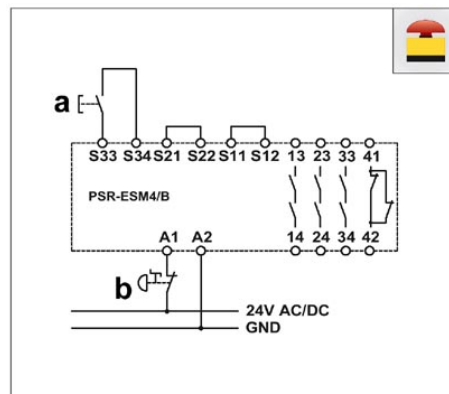 a
S33 S34 S21 S22 S11 S12 13 23 33 41
PSR-ESM4/B
A1 A2 14 24 34 42
b
24V AC/DC
GND